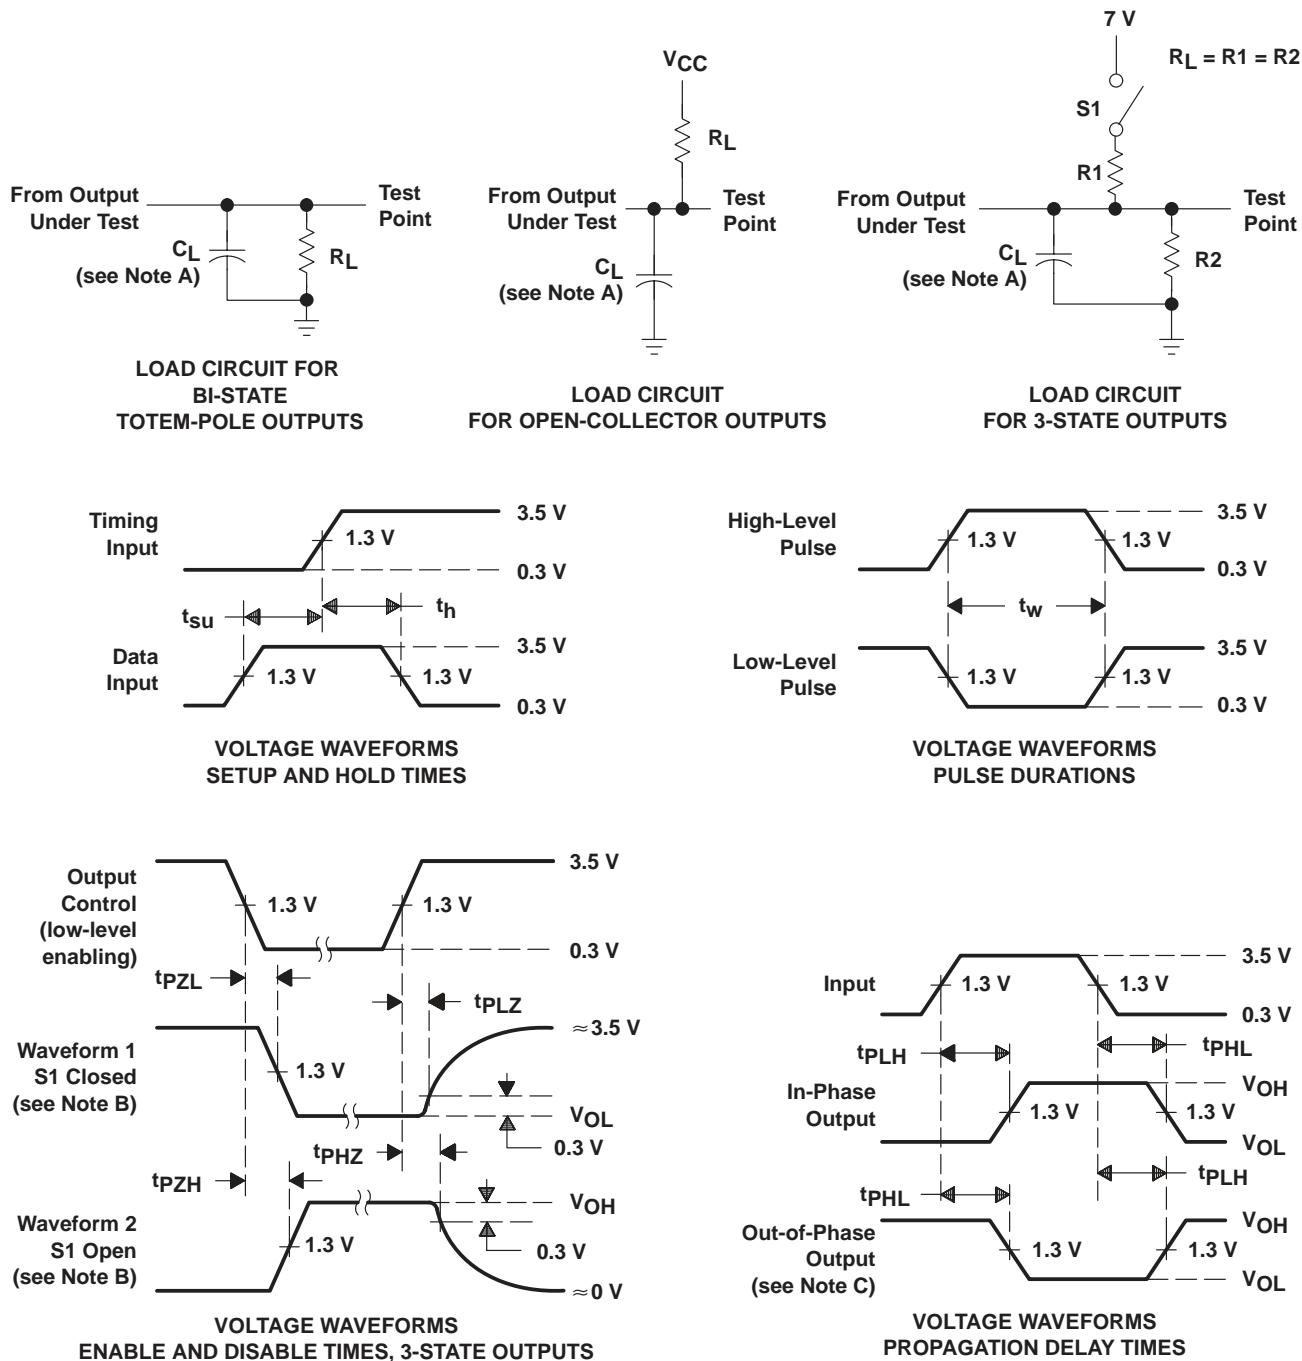 From Output
Under Test
Test
Point
CL
(see Note A)
RL
LOAD CIRCUIT FOR
BI-STATE
TOTEM-POLE OUTPUTS
VCC
RL
From Output
Under Test
Test
Point
CL
(see Note A)
LOAD CIRCUIT
FOR OPEN-COLLECTOR OUTPUTS
7 V
RL = R1 = R2
S1
R1
From Output
Under Test
Test
Point
CL
(see Note A)
R2
LOAD CIRCUIT
FOR 3-STATE OUTPUTS
Timing
Input
3.5 V
1.3 V
0.3 V
tsu
th
Data
Input
3.5 V
1.3 V
1.3 V
0.3 V
VOLTAGE WAVEFORMS
SETUP AND HOLD TIMES
High-Level
Pulse
3.5 V
1.3 V
1.3 V
0.3 V
tw
Low-Level
Pulse
3.5 V
1.3 V
1.3 V
0.3 V
VOLTAGE WAVEFORMS
PULSE DURATIONS
Output
Control
(low-level
enabling)
3.5 V
1.3 V
1.3 V
0.3 V
tPZL
tPLZ
Waveform 1
S1 Closed
(see Note B)
≈3.5 V
1.3 V
VOL
0.3 V
tPHZ
tPZH
Waveform 2
S1 Open
(see Note B)
VOH
1.3 V
0.3 V
≈0 V
VOLTAGE WAVEFORMS
ENABLE AND DISABLE TIMES, 3-STATE OUTPUTS
Input
3.5 V
1.3 V
1.3 V
0.3 V
tPLH
tPHL
In-Phase
Output
VOH
1.3 V
1.3 V
VOL
tPHL
tPLH
Out-of-Phase
Output
(see Note C)
VOH
1.3 V
1.3 V
VOL
VOLTAGE WAVEFORMS
PROPAGATION DELAY TIMES